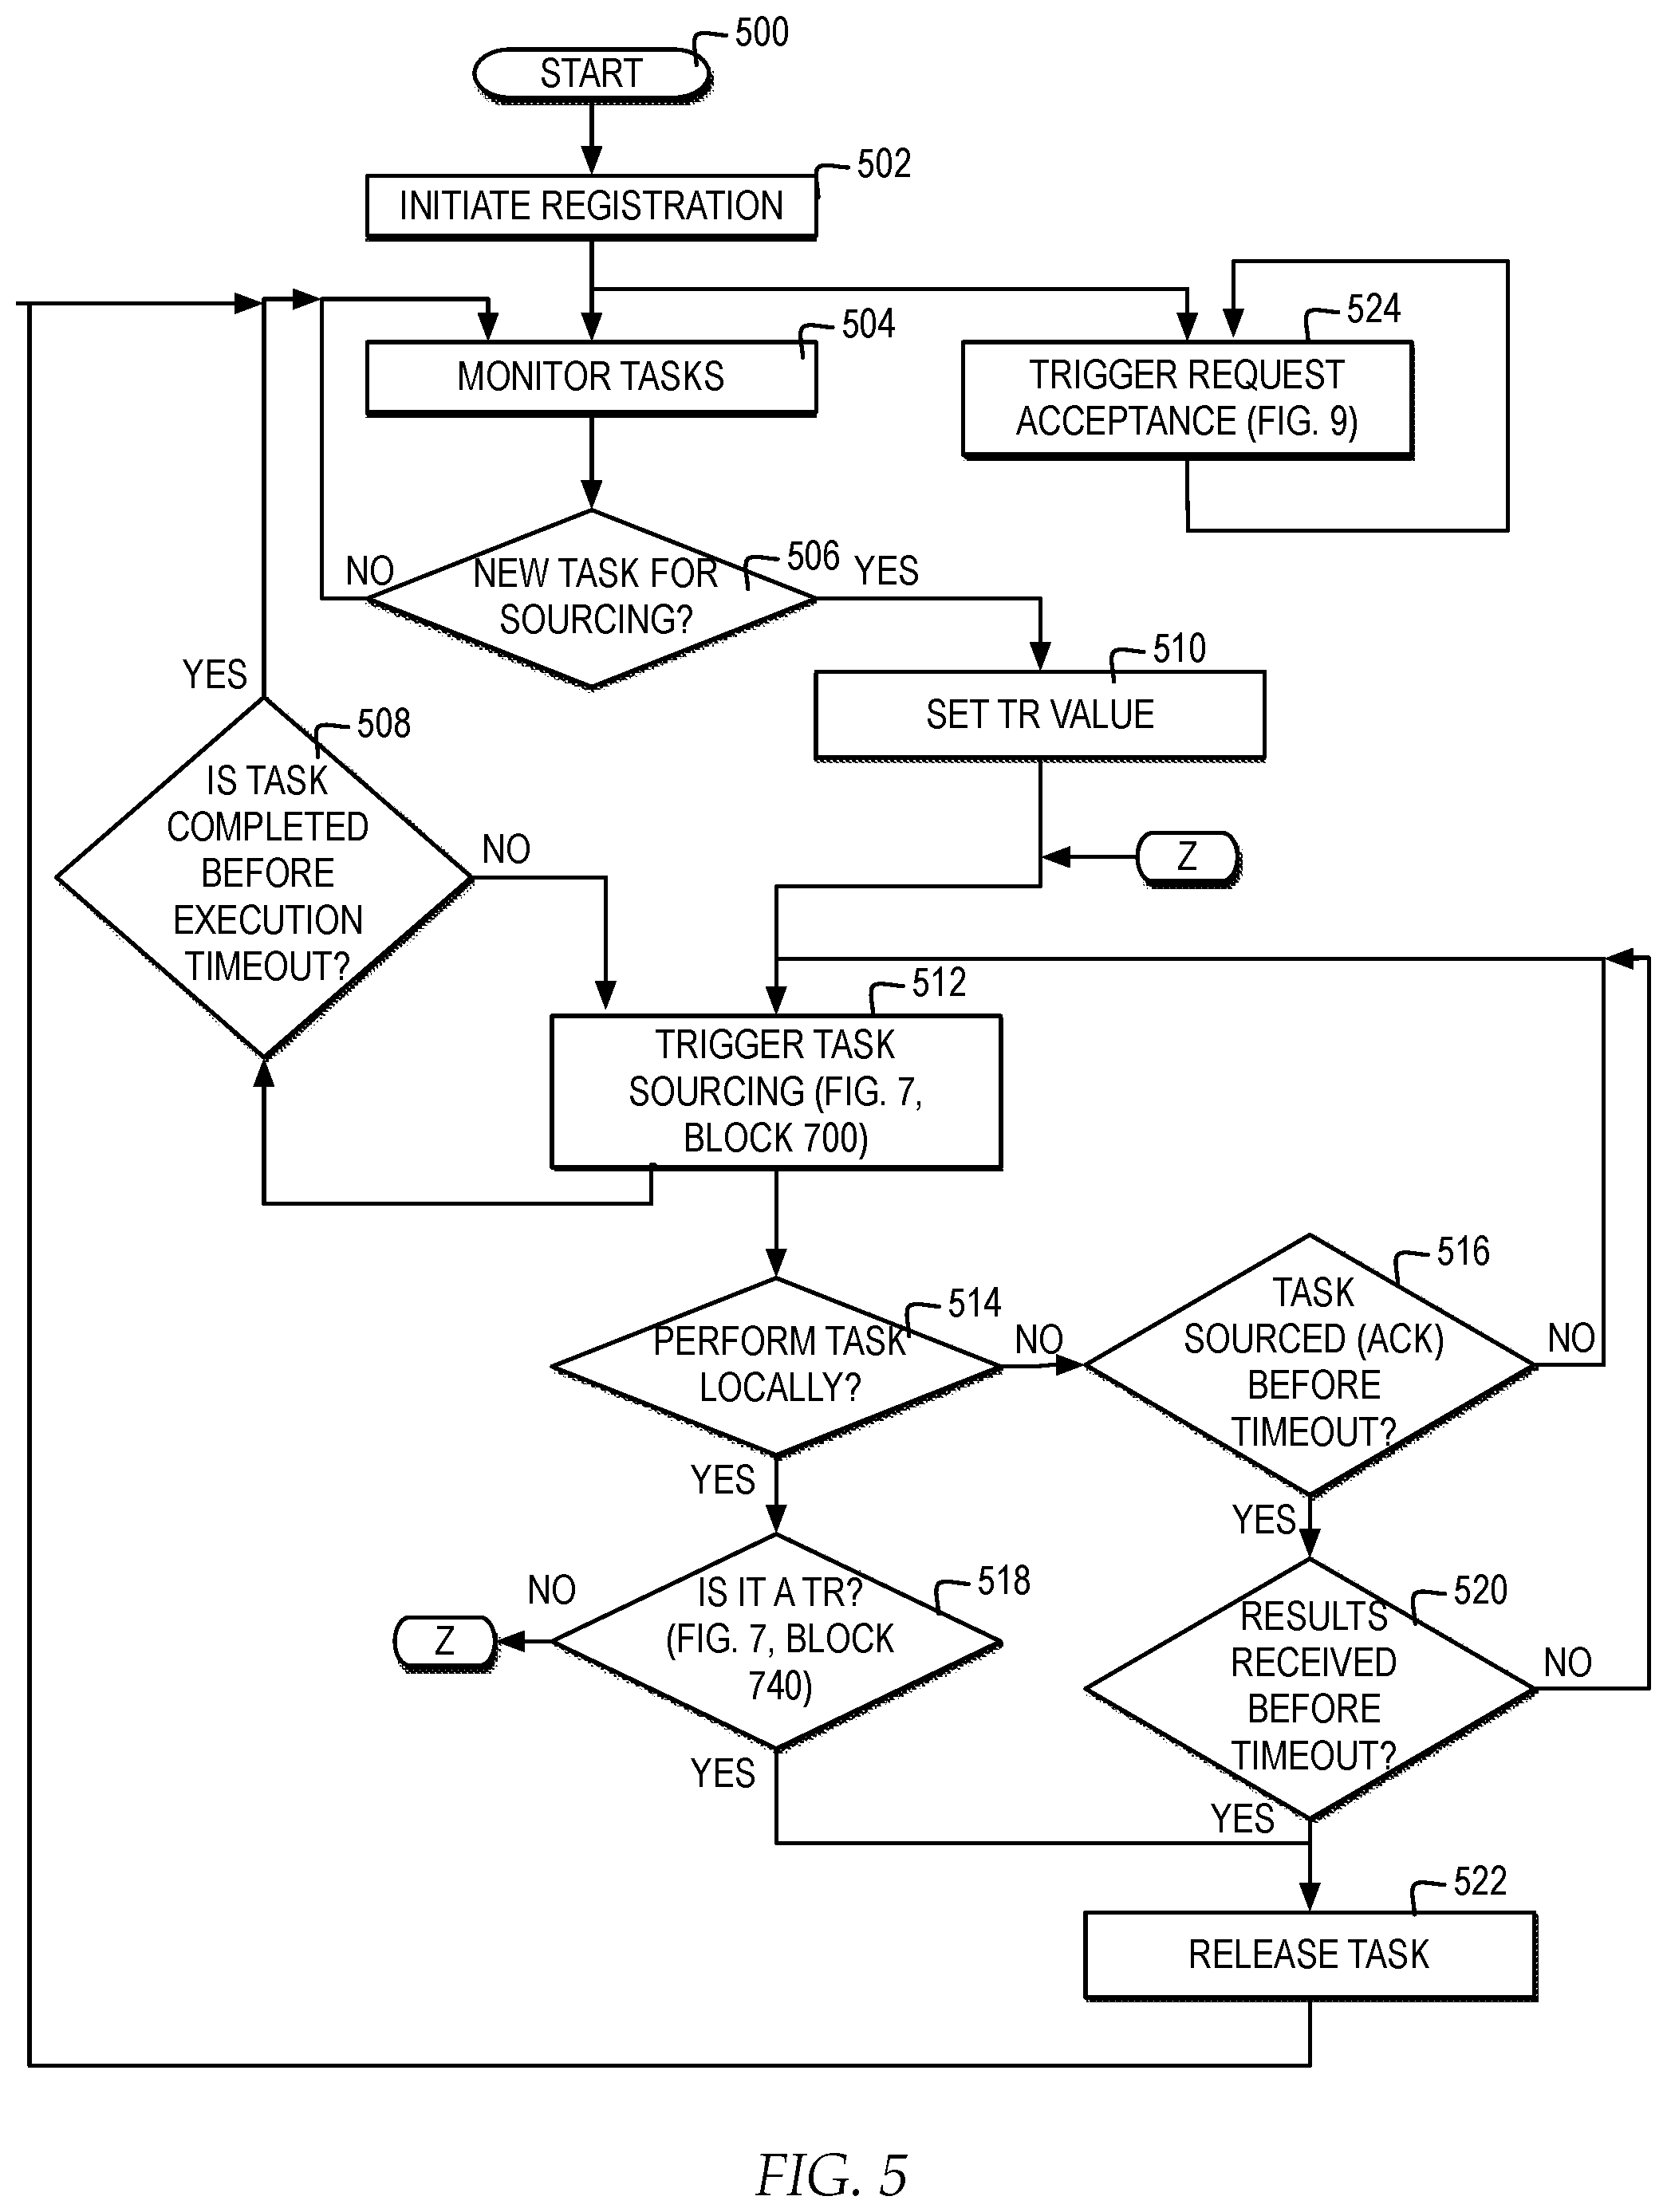 500
START
502
INITIATE REGISTRATION
504
MONITOR TASKS
524
TRIGGER REQUEST
ACCEPTANCE (FIG. 9)
506
NO
NEW TASK FOR
SOURCING?
YES
510
SET TR VALUE
YES
508
IS TASK
COMPLETED
BEFORE
EXECUTION
TIMEOUT?
NO
Z
512
TRIGGER TASK
SOURCING (FIG. 7,
BLOCK 700)
514
PERFORM TASK
LOCALLY?
NO
516
TASK
SOURCED (ACK)
BEFORE
TIMEOUT?
NO
YES
YES
518
IS IT A TR?
(FIG. 7, BLOCK
740)
NO
Z
520
RESULTS
RECEIVED
BEFORE
TIMEOUT?
NO
YES
YES
522
RELEASE TASK
FIG. 5